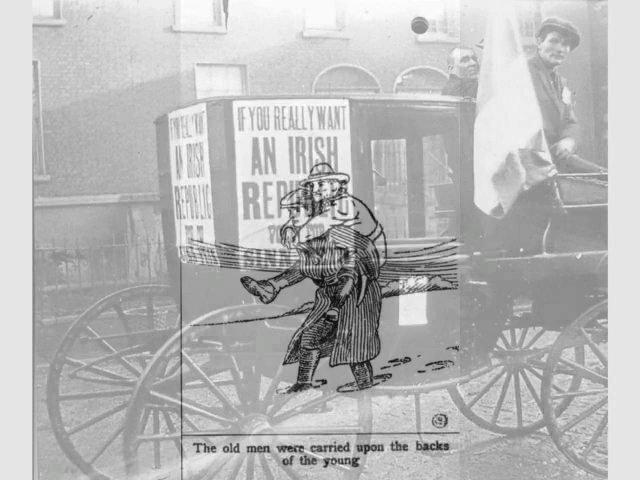 IF YOU REALLY WANT
AN IRISH
REPUBLIC
AN IRISH
REPUBLIC
The old men were carried upon the backs
of the young